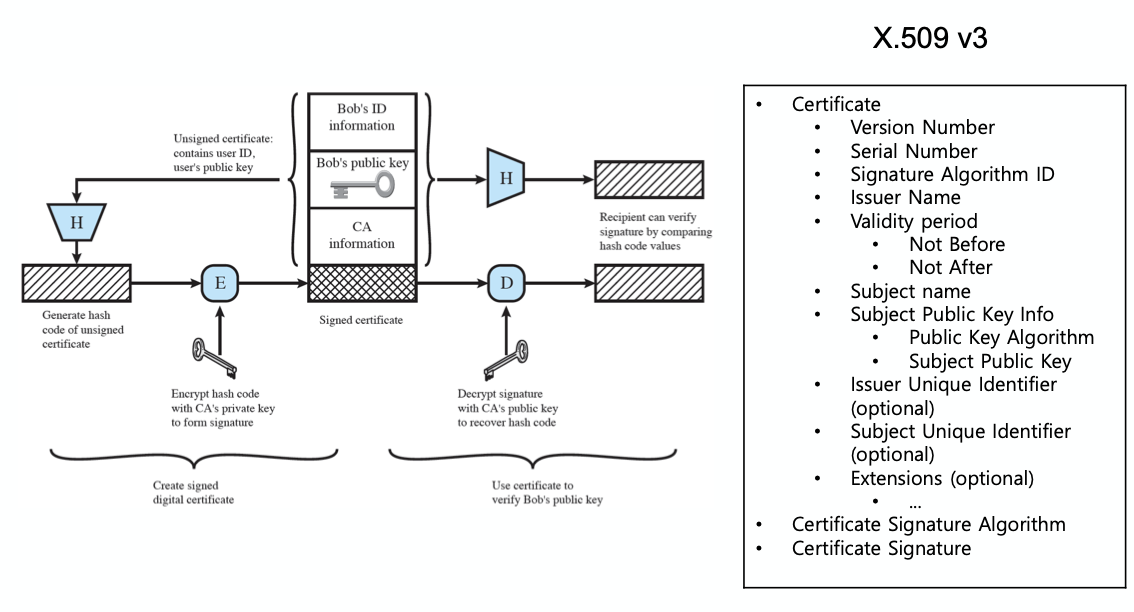 X.509 v3
Bob's ID
information
Unsigned certificate:
contains user ID,
user's public key
Bob's public key
H
H
CA
information
Recipient can verify
signature by comparing
hash code values
E
D
Generate hash
code of unsigned
certificate
Signed certificate
Encrypt hash code
with CA's private key
to form signature
Decrypt signature
with CA's public key
to recover hash code
Create signed
digital certificate
Use certificate to
verify Bob's public key
• Certificate
• Version Number
• Serial Number
• Signature Algorithm ID
• Issuer Name
• Validity period
• Not Before
• Not After
• Subject name
• Subject Public Key Info
• Public Key Algorithm
• Subject Public Key
• Issuer Unique Identifier
(optional)
• Subject Unique Identifier
(optional)
• Extensions (optional)
• ...
• Certificate Signature Algorithm
• Certificate Signature